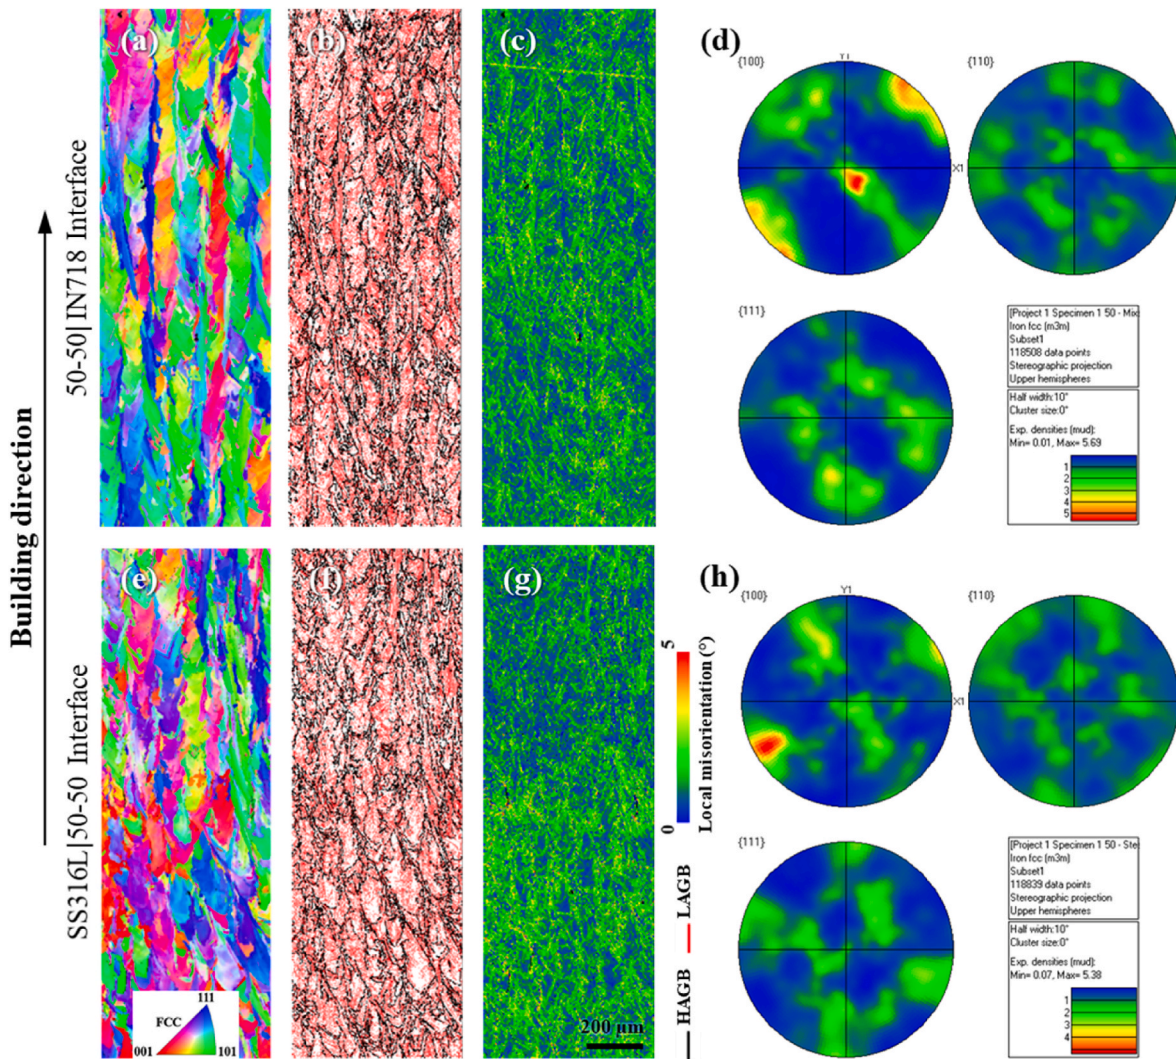 (a)
(b)
(c)
(d)
{100}
Y1
{110}
X1
{111}
[Project 1 Specimen 1 50 - Mix
Iron fcc (m3m)
Subset1
118508 data points
Stereographic projection
Upper hemispheres
Half width:10°
Cluster size:0°
Exp. densities (mud):
Min= 0.01, Max= 5.69
1
2
3
4
5
50-50|IN718 Interface
Building direction
SS316L|50-50 Interface
(e)
(f)
(g)
(h)
111
FCC
001
101
200 µm
5
0
Local misorientation (°)
HAGB
LAGB
{100}
Y1
{110}
X1
{111}
[Project 1 Specimen 1 50 - Ste
Iron fcc (m3m)
Subset1
118839 data points
Stereographic projection
Upper hemispheres
Half width:10°
Cluster size:0°
Exp. densities (mud):
Min= 0.07, Max= 5.38
1
2
3
4